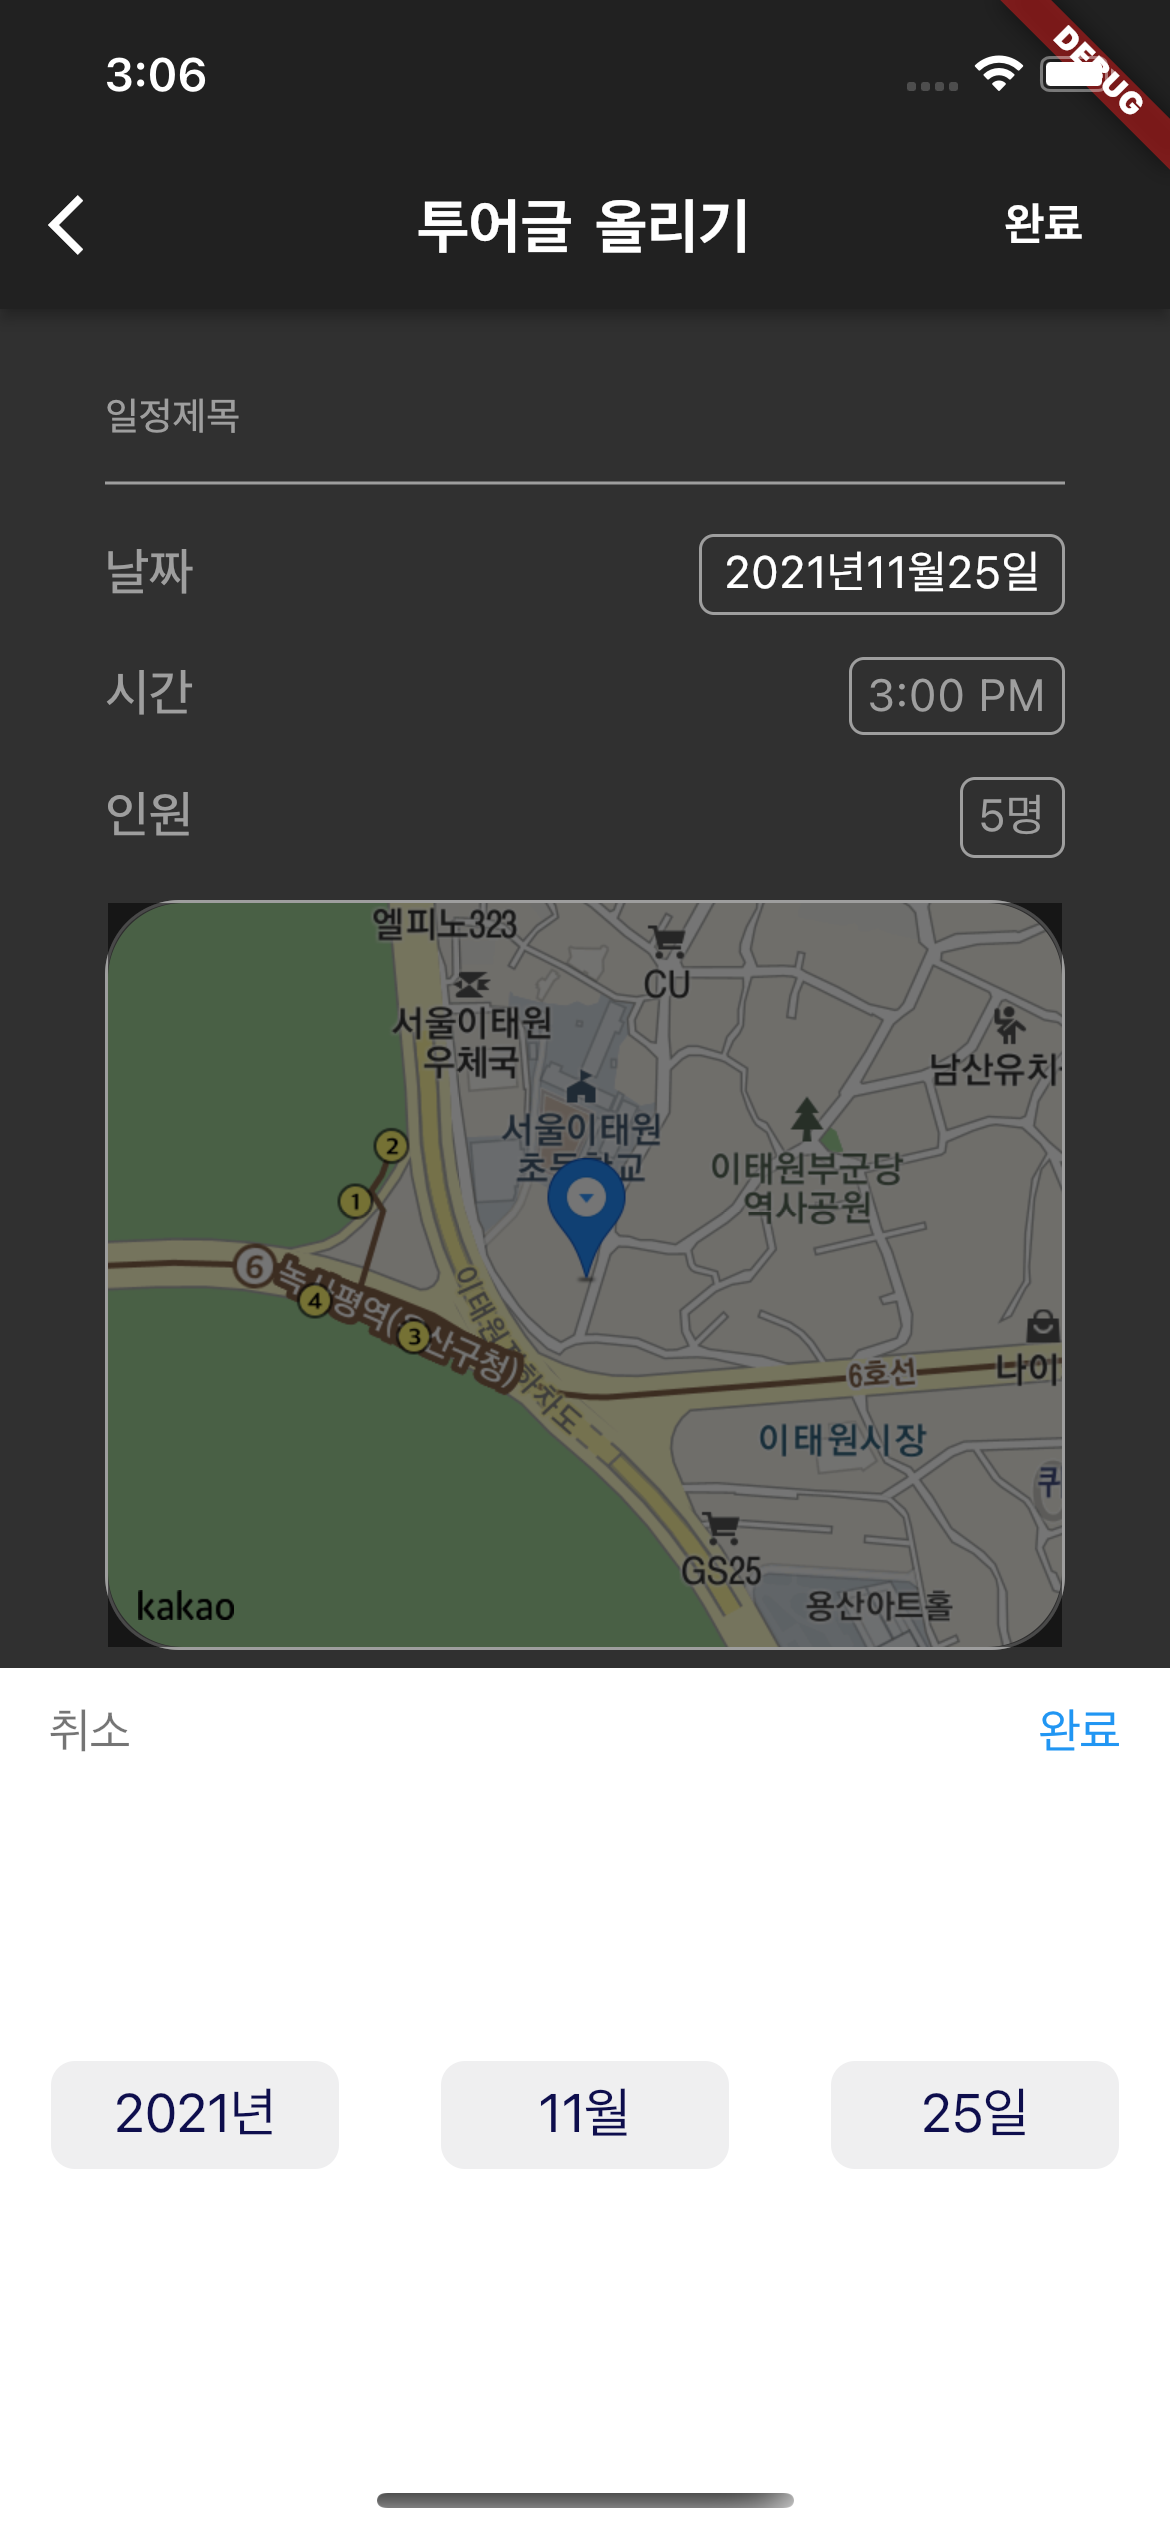 3:06
DEBUG
투어글 올리기
완료
일정제목
날짜
2021년11월25일
시간
3:00 PM
인원
5명
엘피노323
CU
서울이태원
우체국
남산유치
서울이태원
초등학교
이태원부군당
역사공원
2
1
6
녹사평역(용산구청)
4
3
이태원지하차도
6호선
나이
이태원시장
퀴
GS25
용산아트홀
kakao
취소
완료
2021년
11월
25일